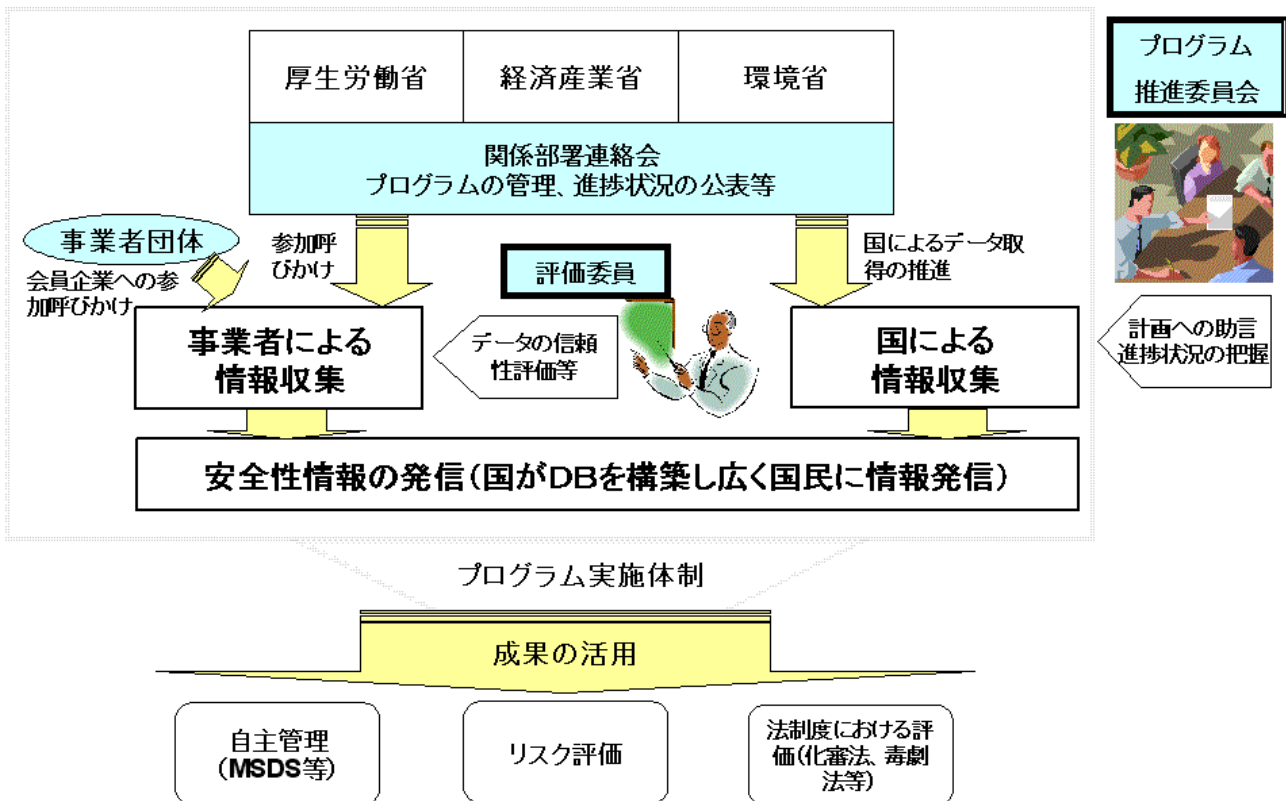 厚生労働省
経済産業省
環境省
プログラム
推進委員会
関係部署連絡会
プログラムの管理、進捗状況の公表等
事業者団体
会員企業への参
加呼びかけ
参加呼
びかけ
評価委員
国によるデータ取
得の推進
事業者による
情報収集
データの信頼
性評価等
国による
情報収集
計画への助言
進捗状況の把握
安全性情報の発信(国がDBを構築し広く国民に情報発信)
プログラム実施体制
成果の活用
自主管理
(MSDS等)
リスク評価
法制度における評
価(化審法、毒劇
法等)